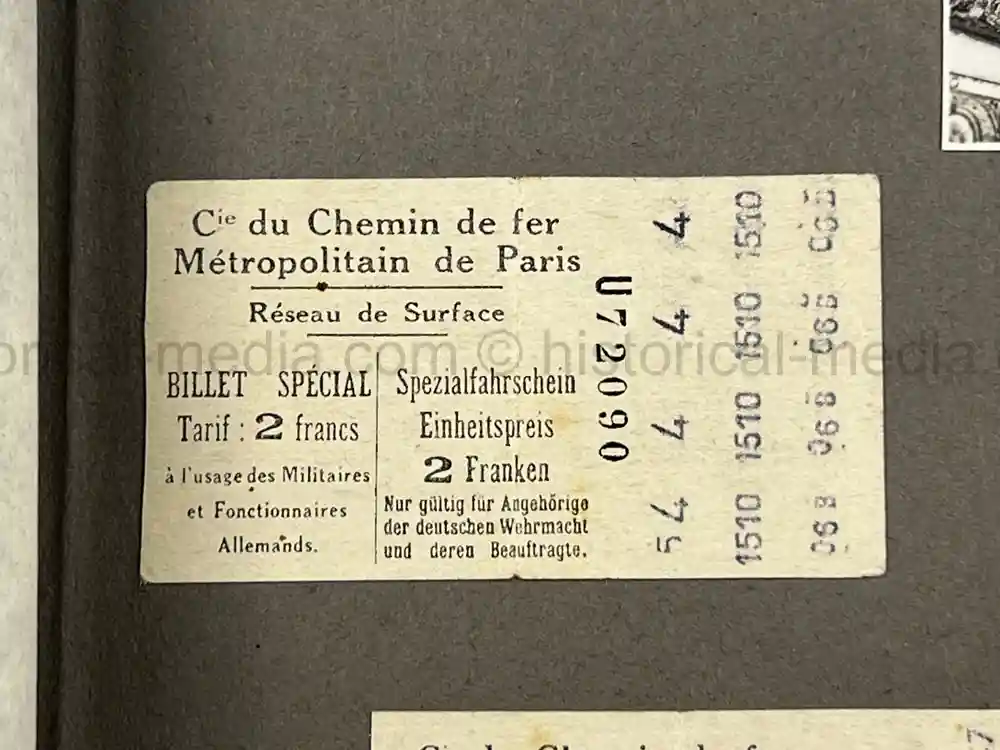 Cie du Chemin de fer
Métropolitain de Paris
Réseau de Surface
BILLET SPÉCIAL
Tarif : 2 francs
à l'usage des Militaires
et Fonctionnaires
Allemands.
Spezialfahrschein
Einheitspreis
2 Franken
Nur gültig für Angehörige
der deutschen Wehrmacht
und deren Beauftragte.
U72090
54 4 4 4
1510 1510 1510 1510
historical-media.com © historical-media